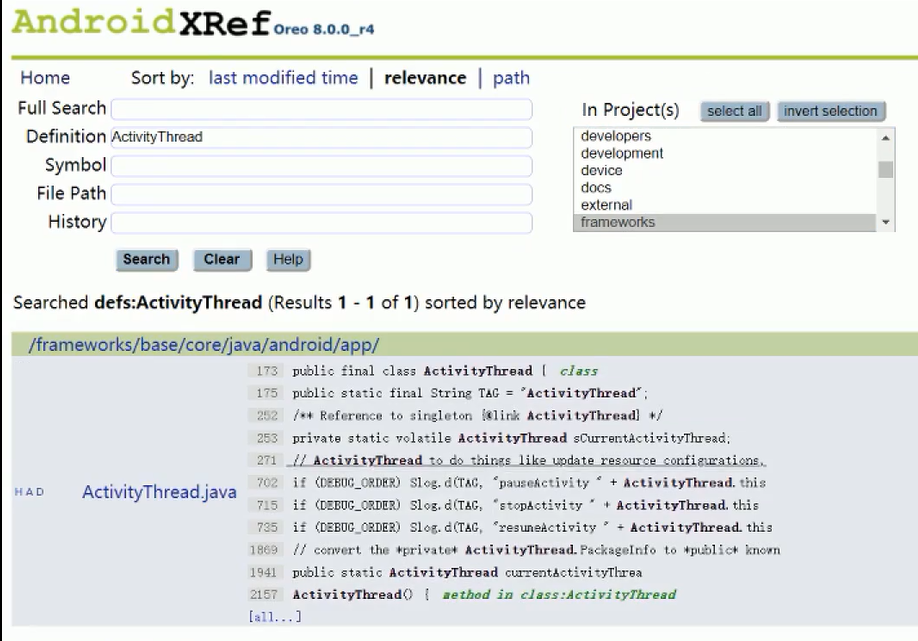 AndroidXRef Oreo 8.0.0_r4
Home Sort by: last modified time | relevance | path
Full Search
In Project(s) select all invert selection
Definition ActivityThread
developers
development
Symbol
device
docs
File Path
external
History
frameworks
Search Clear Help
Searched defs:ActivityThread (Results 1 - 1 of 1) sorted by relevance
/frameworks/base/core/java/android/app/
H A D ActivityThread.java
173 public final class ActivityThread { class
175 public static final String TAG = "ActivityThread";
252 /** Reference to singleton {@link ActivityThread} */
253 private static volatile ActivityThread sCurrentActivityThread;
271 // ActivityThread to do things like update resource configurations,
702 if (DEBUG_ORDER) Slog.d(TAG, "pauseActivity " + ActivityThread.this
715 if (DEBUG_ORDER) Slog.d(TAG, "stopActivity " + ActivityThread.this
735 if (DEBUG_ORDER) Slog.d(TAG, "resumeActivity " + ActivityThread.this
1869 // convert the *private* ActivityThread.PackageInfo to *public* known
1941 public static ActivityThread currentActivityThrea
2157 ActivityThread() { method in class:ActivityThread
[all...]